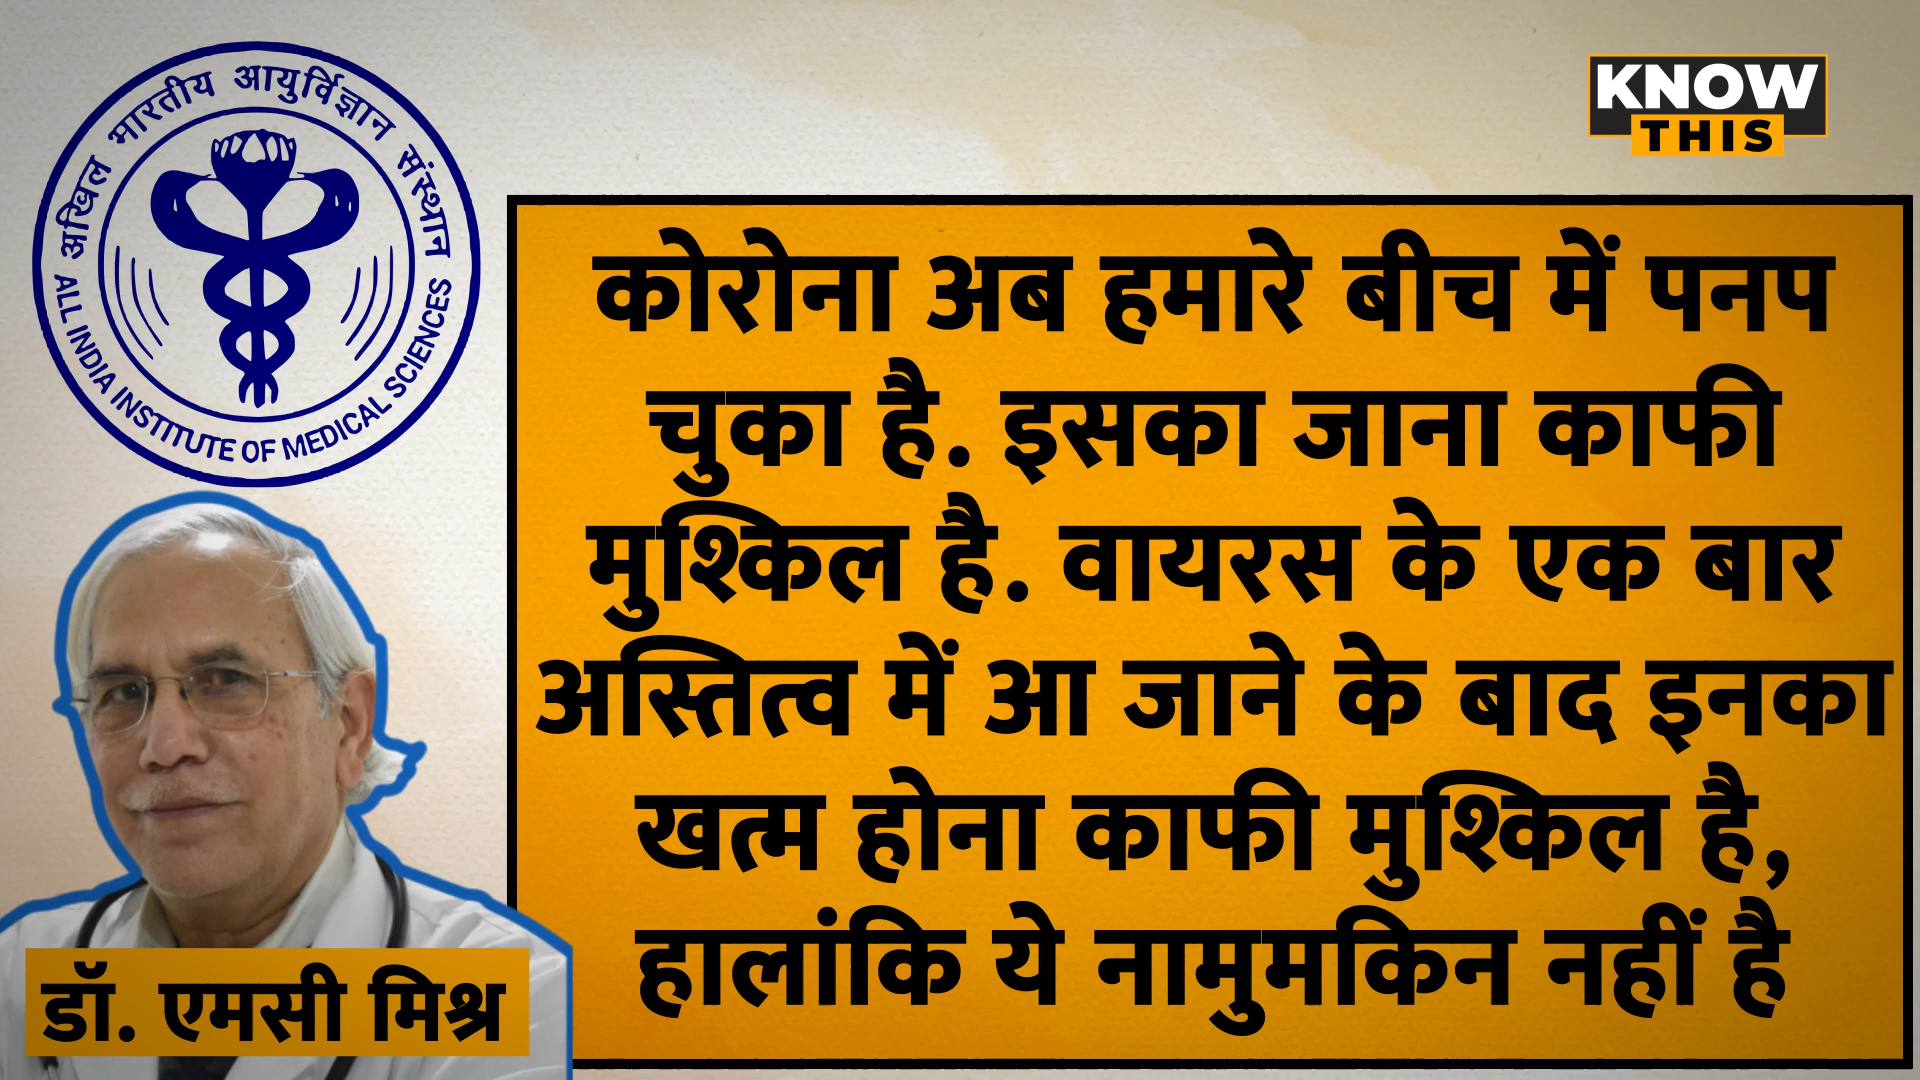 अखिल भारतीय आयुर्विज्ञान संस्थान
ALL INDIA INSTITUTE OF MEDICAL SCIENCES
KNOW
THIS
कोरोना अब हमारे बीच में पनप
चुका है. इसका जाना काफी
मुश्किल है. वायरस के एक बार
अस्तित्व में आ जाने के बाद इनका
खत्म होना काफी मुश्किल है,
हालांकि ये नामुमकिन नहीं है
डॉ. एमसी मिश्र